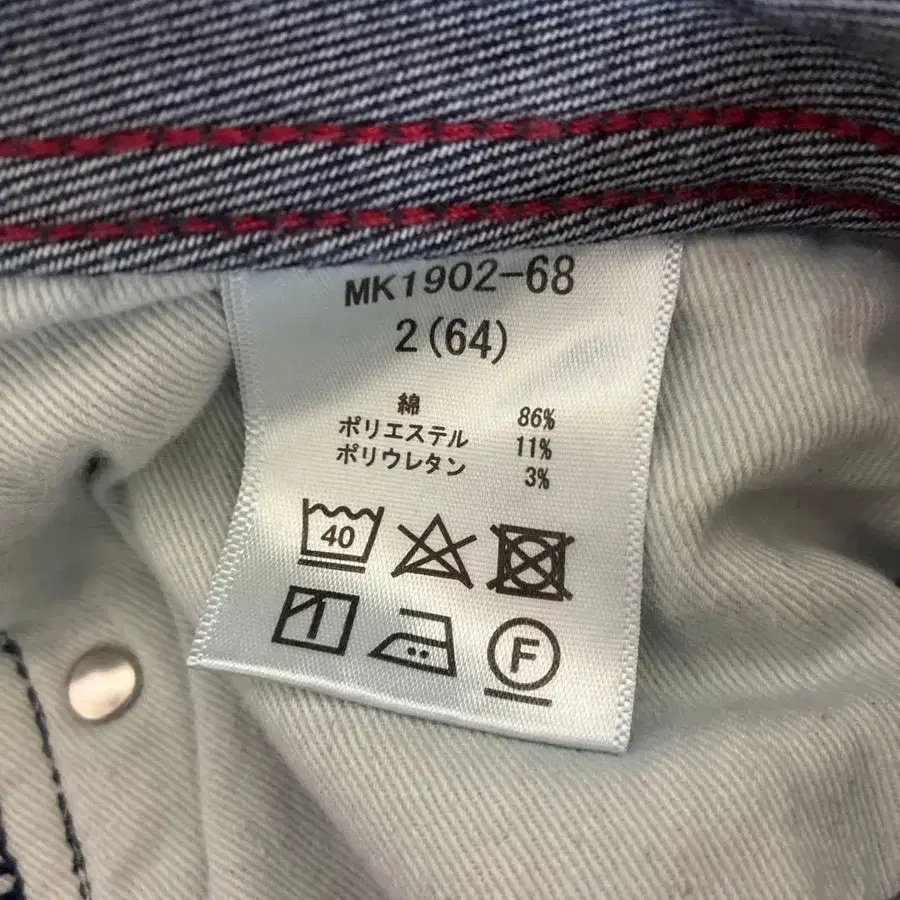 MK1902-68
2(64)
綿 86%
ポリエステル 11%
ポリウレタン 3%
40
F